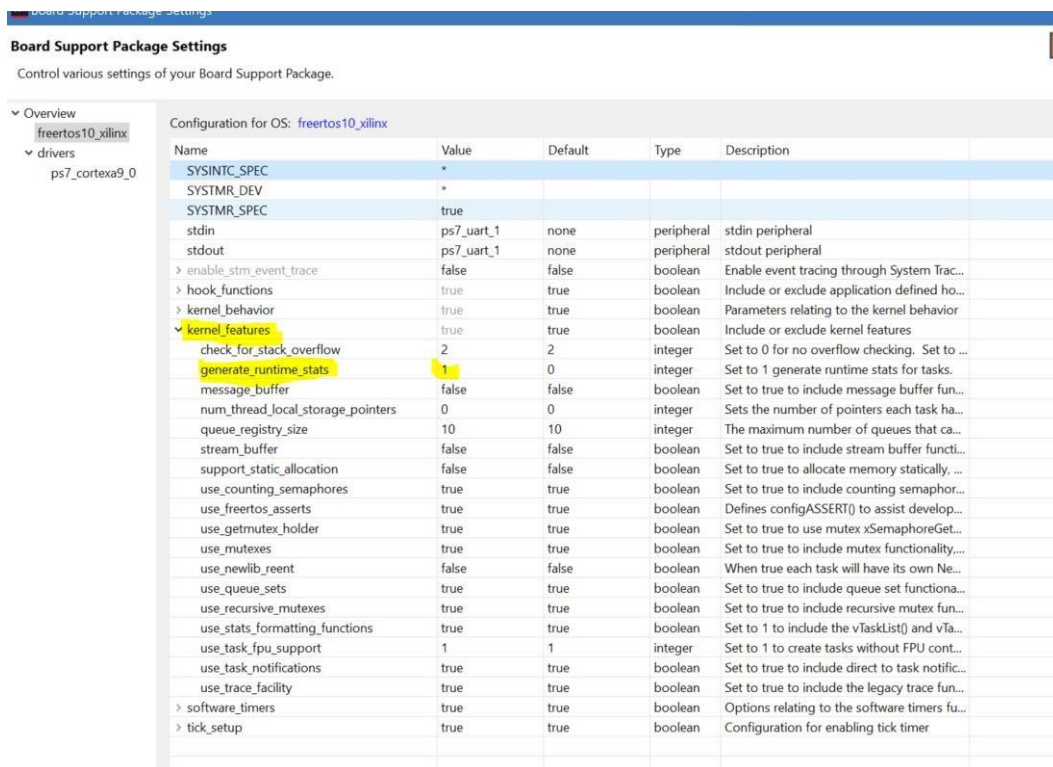 Board Support Package Settings
Board Support Package Settings
Control various settings of your Board Support Package.
Overview
freertos10_xilinx
drivers
ps7_cortexa9_0
Configuration for OS: freertos10_xilinx
Name Value Default Type Description
SYSINTC_SPEC *
SYSTMR_DEV *
SYSTMR_SPEC true
stdin ps7_uart_1 none peripheral stdin peripheral
stdout ps7_uart_1 none peripheral stdout peripheral
enable_stm_event_trace false false boolean Enable event tracing through System Trac...
hook_functions true true boolean Include or exclude application defined ho...
kernel_behavior true true boolean Parameters relating to the kernel behavior
kernel_features true true boolean Include or exclude kernel features
check_for_stack_overflow 2 2 integer Set to 0 for no overflow checking. Set to ...
generate_runtime_stats 1 0 integer Set to 1 generate runtime stats for tasks.
message_buffer false false boolean Set to true to include message buffer fun...
num_thread_local_storage_pointers 0 0 integer Sets the number of pointers each task ha...
queue_registry_size 10 10 integer The maximum number of queues that ca...
stream_buffer false false boolean Set to true to include stream buffer functi...
support_static_allocation false false boolean Set to true to allocate memory statically, ...
use_counting_semaphores true true boolean Set to true to include counting semaphor...
use_freertos_asserts true true boolean Defines configASSERT() to assist develop...
use_getmutex_holder true true boolean Set to true to use mutex xSemaphoreGet...
use_mutexes true true boolean Set to true to include mutex functionality,...
use_newlib_reent false false boolean When true each task will have its own Ne...
use_queue_sets true true boolean Set to true to include queue set functiona...
use_recursive_mutexes true true boolean Set to true to include recursive mutex fun...
use_stats_formatting_functions true true boolean Set to 1 to include the vTaskList() and vTa...
use_task_fpu_support 1 1 integer Set to 1 to create tasks without FPU cont...
use_task_notifications true true boolean Set to true to include direct to task notific...
use_trace_facility true true boolean Set to true to include the legacy trace fun...
software_timers true true boolean Options relating to the software timers fu...
tick_setup true true boolean Configuration for enabling tick timer